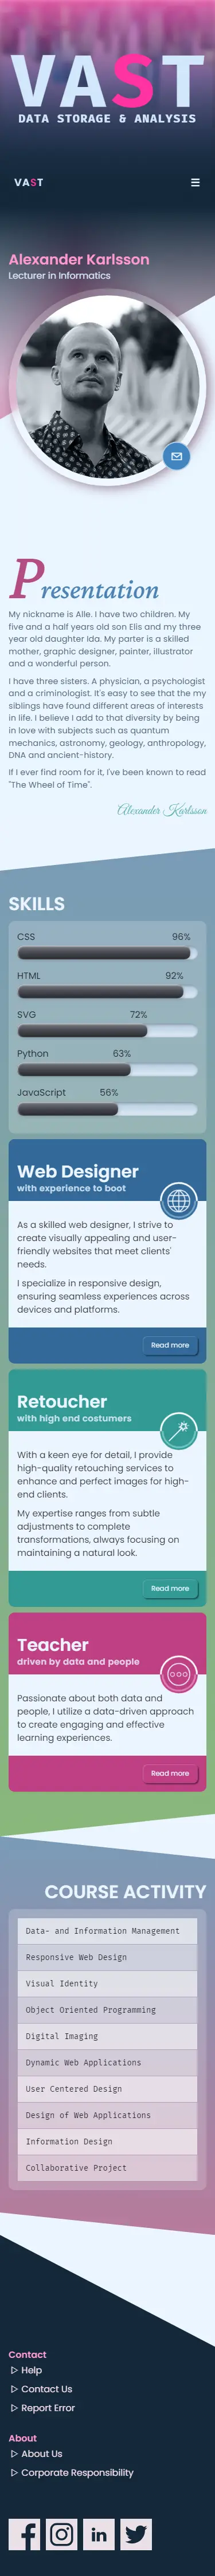 VAST
DATA STORAGE & ANALYSIS
VAST
Alexander Karlsson
Lecturer in Informatics
Presentation
My nickname is Alle. I have two children. My
five and a half years old son Elis and my three
year old daughter Ida. My parter is a skilled
mother, graphic designer, painter, illustrator
and a wonderful person.
I have three sisters. A physician, a psychologist
and a criminologist. It's easy to see that the my
siblings have found different areas of interests
in life. I believe I add to that diversity by being
in love with subjects such as quantum
mechanics, astronomy, geology, anthropology,
DNA and ancient-history.
If I ever find room for it, I've been known to read
"The Wheel of Time".
Alexander Karlsson
SKILLS
CSS 96%
HTML 92%
SVG 72%
Python 63%
JavaScript 56%
Web Designer
with experience to boot
As a skilled web designer, I strive to
create visually appealing and user-
friendly websites that meet clients'
needs.
I specialize in responsive design,
ensuring seamless experiences across
devices and platforms.
Read more
Retoucher
with high end costumers
With a keen eye for detail, I provide
high-quality retouching services to
enhance and perfect images for high-
end clients.
My expertise ranges from subtle
adjustments to complete
transformations, always focusing on
maintaining a natural look.
Read more
Teacher
driven by data and people
Passionate about both data and
people, I utilize a data-driven approach
to create engaging and effective
learning experiences.
Read more
COURSE ACTIVITY
Data- and Information Management
Responsive Web Design
Visual Identity
Object Oriented Programming
Digital Imaging
Dynamic Web Applications
User Centered Design
Design of Web Applications
Information Design
Collaborative Project
Contact
Help
Contact Us
Report Error
About
About Us
Corporate Responsibility